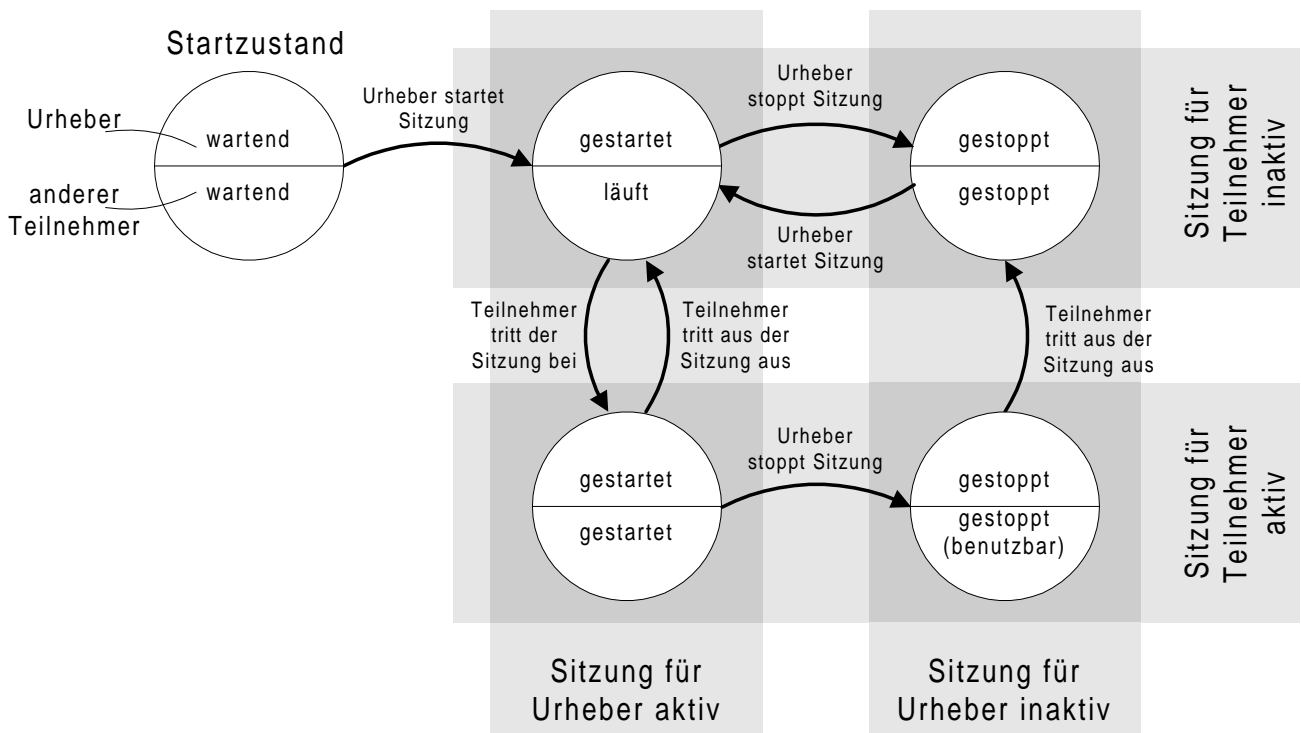 Startzustand
Urheber
anderer
Teilnehmer
wartend
wartend
Urheber startet
Sitzung
gestartet
läuft
Urheber
stoppt Sitzung
Urheber
startet Sitzung
gestoppt
gestoppt
Sitzung für
Teilnehmer
inaktiv
Teilnehmer
tritt der
Sitzung bei
Teilnehmer
tritt aus der
Sitzung aus
Teilnehmer
tritt aus der
Sitzung aus
gestartet
gestartet
Urheber
stoppt Sitzung
gestoppt
gestoppt
(benutzbar)
Sitzung für
Teilnehmer
aktiv
Sitzung für
Urheber aktiv
Sitzung für
Urheber inaktiv